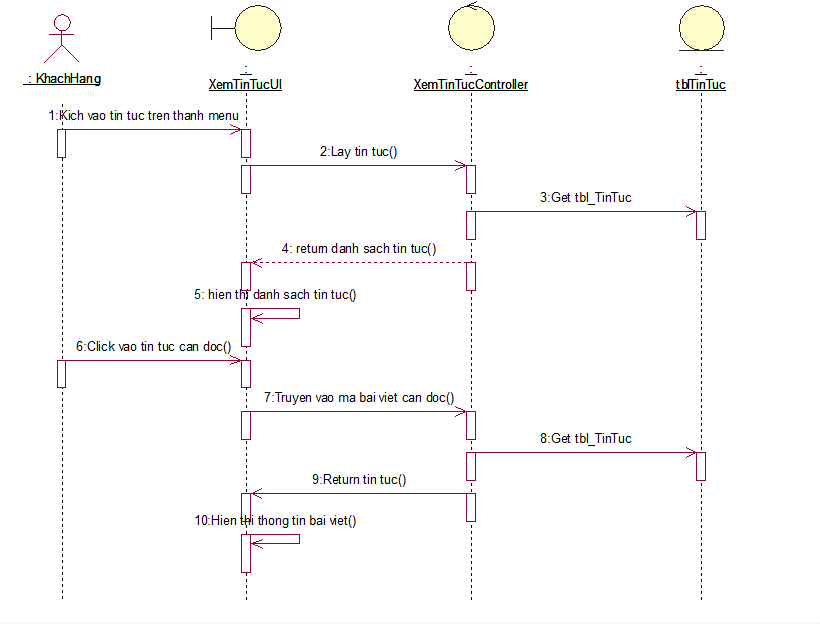 : KhachHang
:
XemTinTucUI
:
XemTinTucController
:
tblTinTuc
1:Kich vao tin tuc tren thanh menu
2:Lay tin tuc()
3:Get tbl_TinTuc
4: return danh sach tin tuc()
5: hien thi danh sach tin tuc()
6:Click vao tin tuc can doc()
7:Truyen vao ma bai viet can doc()
8:Get tbl_TinTuc
9:Return tin tuc()
10:Hien thi thong tin bai viet()